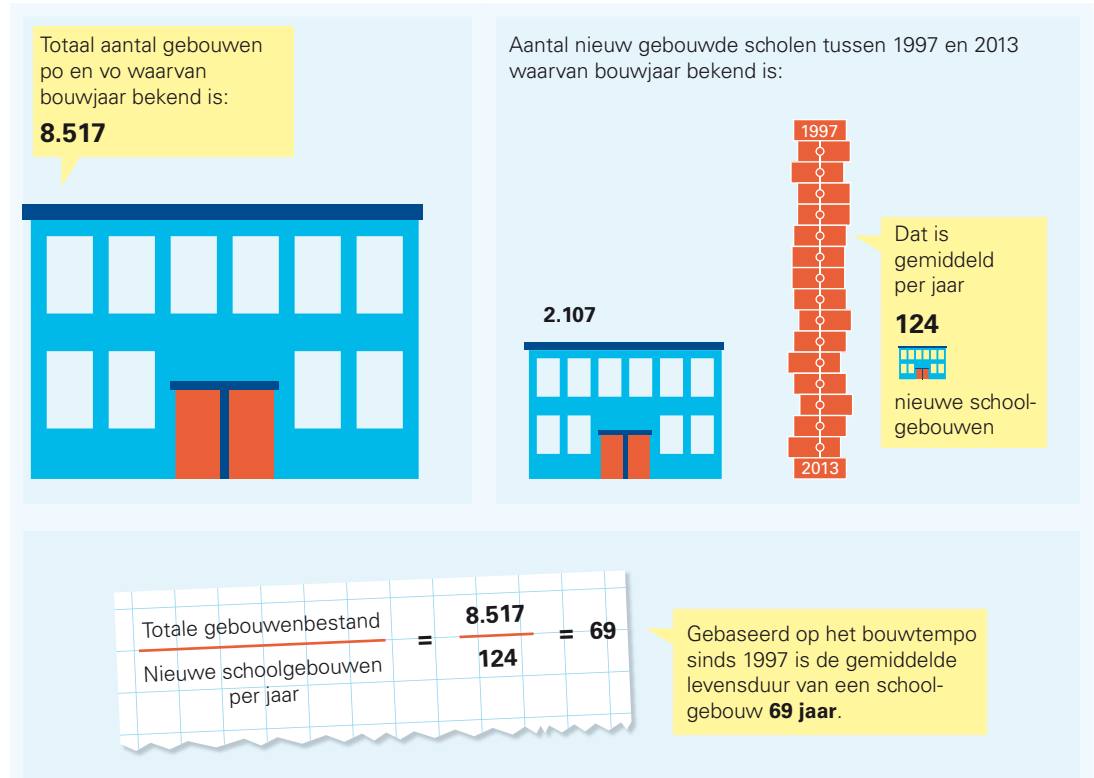 Totaal aantal gebouwen
po en vo waarvan
bouwjaar bekend is:
8.517
Aantal nieuw gebouwde scholen tussen 1997 en 2013
waarvan bouwjaar bekend is:
2.107
1997
2013
Dat is
gemiddeld
per jaar
124
nieuwe school-
gebouwen
Totale gebouwenbestand
Nieuwe schoolgebouwen
per jaar
=
8.517
124
= 69
Gebaseerd op het bouwtempo
sinds 1997 is de gemiddelde
levensduur van een school-
gebouw 69 jaar.